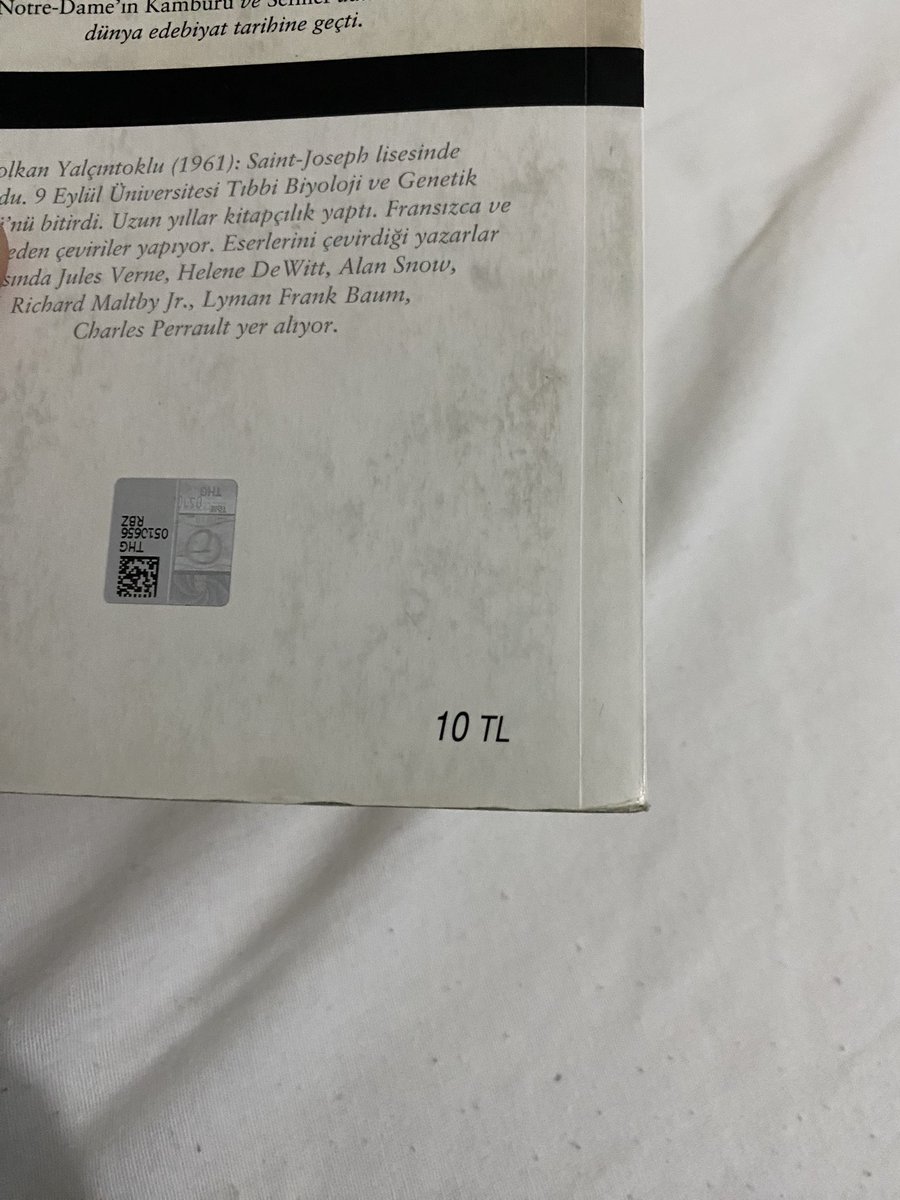 Notre-Dame'ın Kamburu ve
dünya edebiyat tarihine geçti.
olkan Yalçıntoklu (1961): Saint-Joseph lisesinde
du. 9 Eylül Üniversitesi Tıbbi Biyoloji ve Genetik
nü bitirdi. Uzun yıllar kitapçılık yaptı. Fransızca ve
eden çeviriler yapıyor. Eserlerini çevirdiği yazarlar
sında Jules Verne, Helene DeWitt, Alan Snow,
Richard Maltby Jr., Lyman Frank Baum,
Charles Perrault yer alıyor.
THG
0510656
RBZ
THG
10 TL